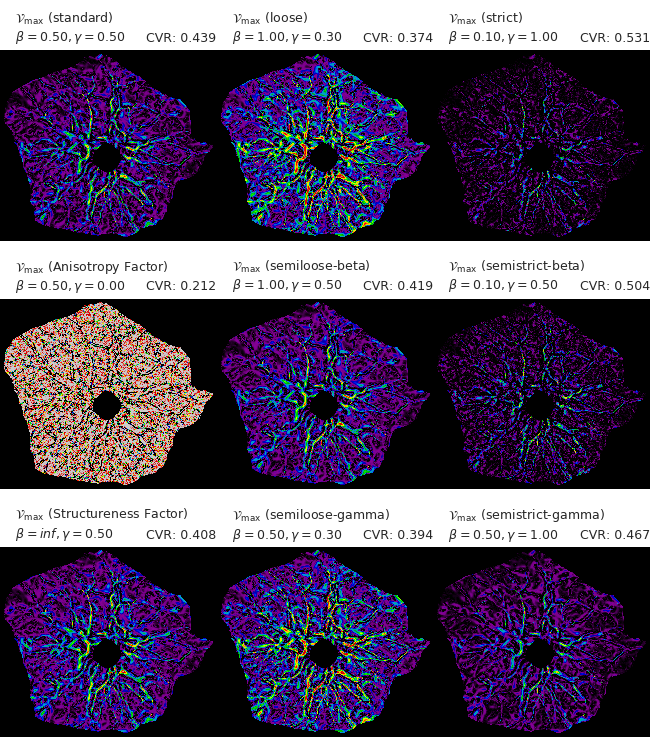 𝒱max (standard)
β = 0.50, γ = 0.50 CVR: 0.439
𝒱max (loose)
β = 1.00, γ = 0.30 CVR: 0.374
𝒱max (strict)
β = 0.10, γ = 1.00 CVR: 0.531
𝒱max (Anisotropy Factor)
β = 0.50, γ = 0.00 CVR: 0.212
𝒱max (semiloose-beta)
β = 1.00, γ = 0.50 CVR: 0.419
𝒱max (semistrict-beta)
β = 0.10, γ = 0.50 CVR: 0.504
𝒱max (Structureness Factor)
β = inf, γ = 0.50 CVR: 0.408
𝒱max (semiloose-gamma)
β = 0.50, γ = 0.30 CVR: 0.394
𝒱max (semistrict-gamma)
β = 0.50, γ = 1.00 CVR: 0.467